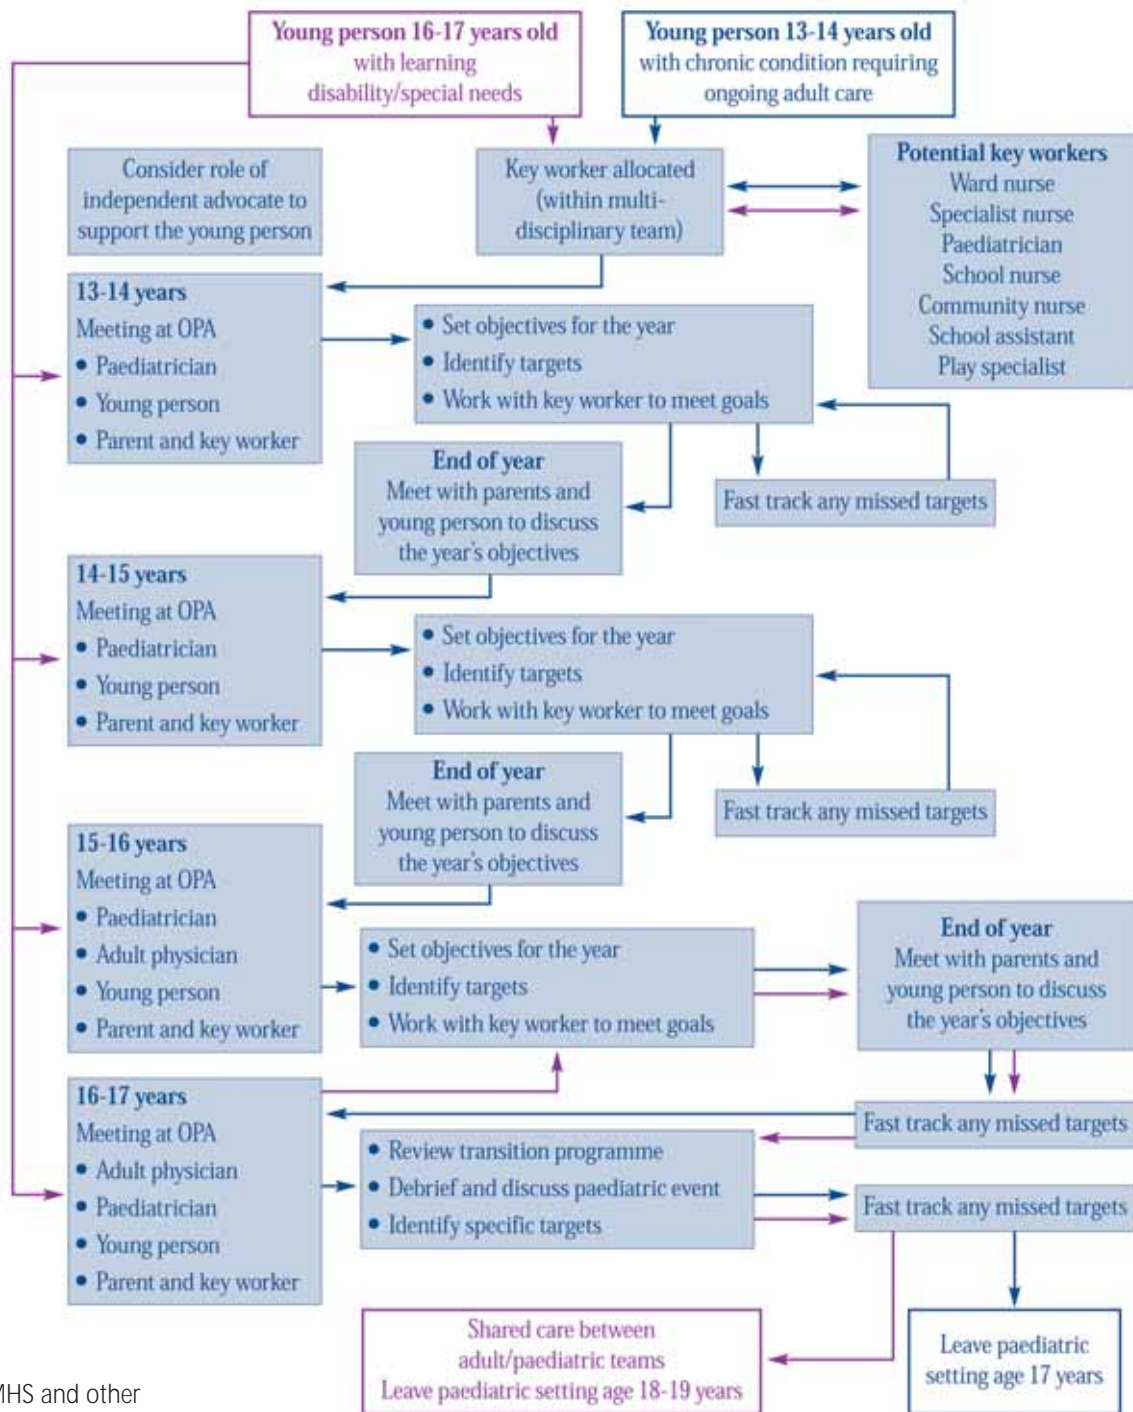 Young person 16-17 years old
with learning
disability/special needs
Young person 13-14 years old
with chronic condition requiring
ongoing adult care
Consider role of
independent advocate to
support the young person
Key worker allocated
(within multi-
disciplinary team)
Potential key workers
Ward nurse
Specialist nurse
Paediatrician
School nurse
Community nurse
School assistant
Play specialist
13-14 years
Meeting at OPA
• Paediatrician
• Young person
• Parent and key worker
• Set objectives for the year
• Identify targets
• Work with key worker to meet goals
End of year
Meet with parents and
young person to discuss
the year's objectives
Fast track any missed targets
14-15 years
Meeting at OPA
• Paediatrician
• Young person
• Parent and key worker
• Set objectives for the year
• Identify targets
• Work with key worker to meet goals
End of year
Meet with parents and
young person to discuss
the year's objectives
Fast track any missed targets
15-16 years
Meeting at OPA
• Paediatrician
• Adult physician
• Young person
• Parent and key worker
• Set objectives for the year
• Identify targets
• Work with key worker to meet goals
End of year
Meet with parents and
young person to discuss
the year's objectives
Fast track any missed targets
16-17 years
Meeting at OPA
• Adult physician
• Paediatrician
• Young person
• Parent and key worker
• Review transition programme
• Debrief and discuss paediatric event
• Identify specific targets
Fast track any missed targets
Shared care between
adult/paediatric teams
Leave paediatric setting age 18-19 years
Leave paediatric
setting age 17 years
MHS and other